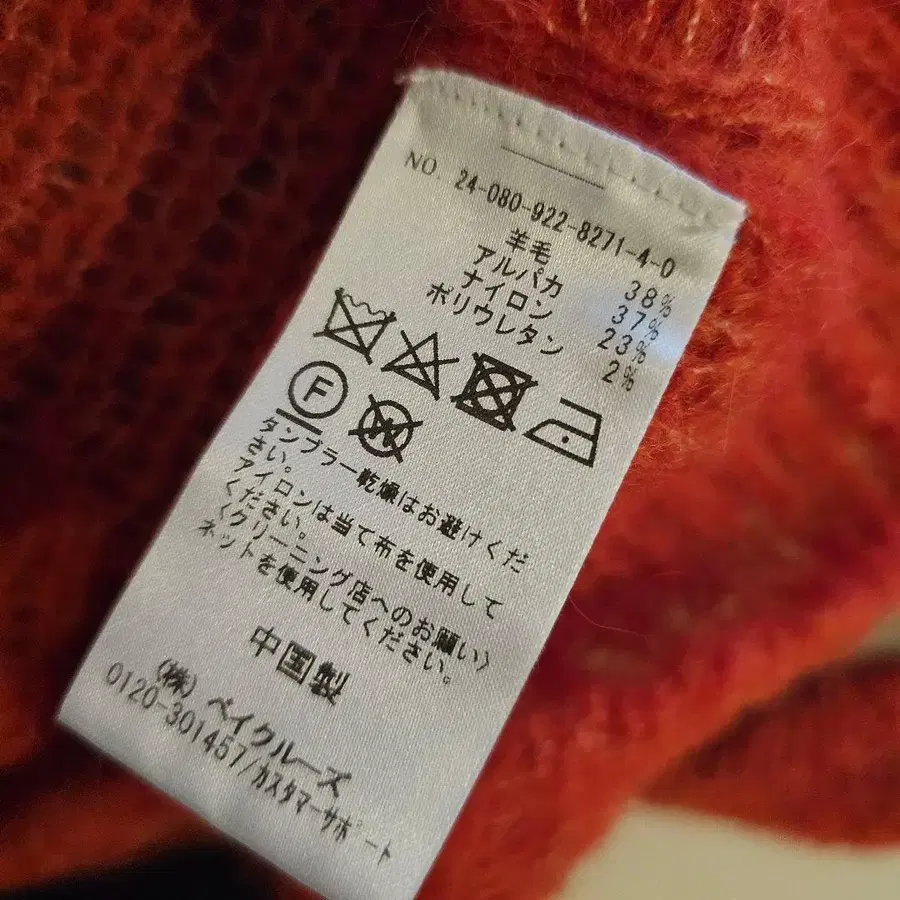 NO. 24-080-922-8271-4-0
羊毛 38%
アルパカ 37%
ナイロン 23%
ポリウレタン 2%
F
W
タンブラー乾燥はお避けくだ
さい。
アイロンは当て布を使用して
ください。
〈クリーニング店へのお願い〉
ネットを使用してください。
中国製
(株) ベイクルーズ
0120-301457/カスタマーサポート